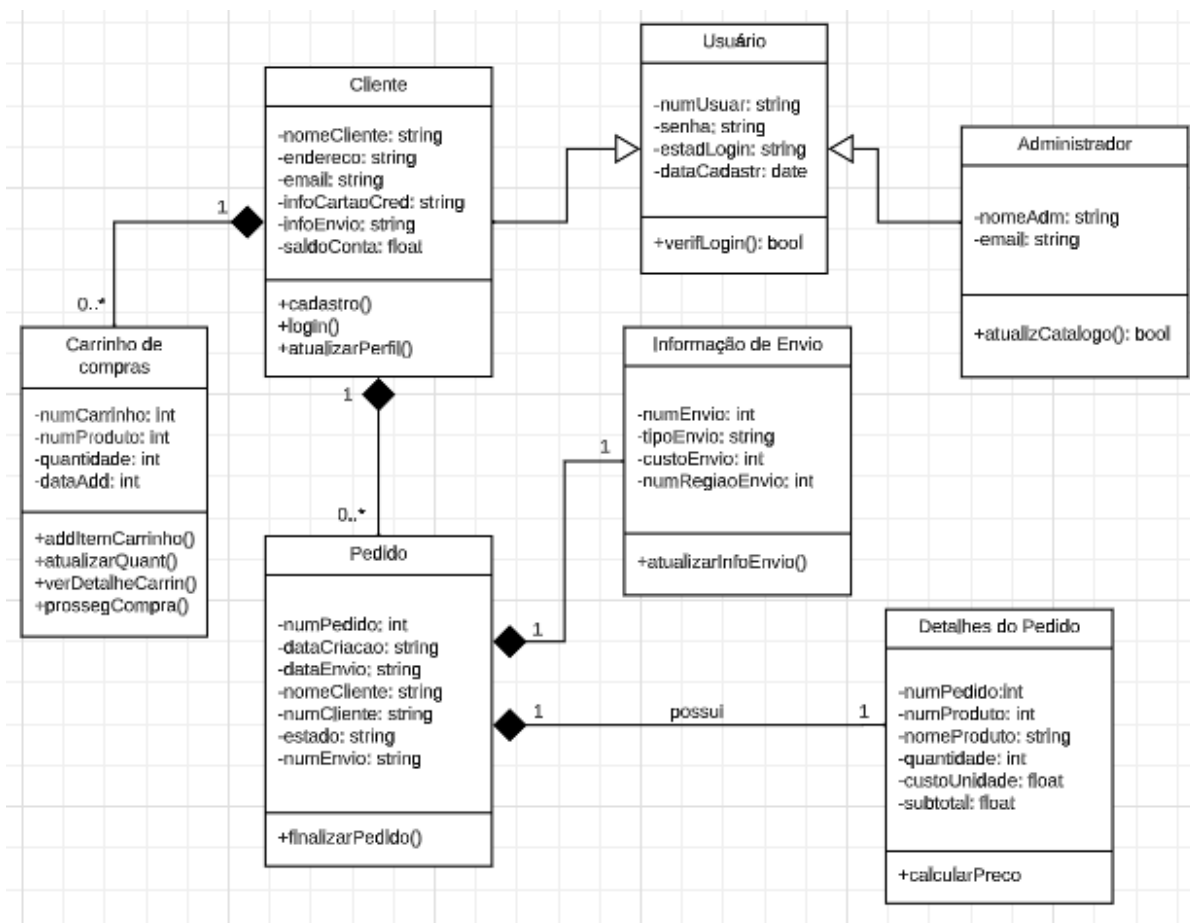 Usuário
-numUsuar: string
-senha: string
-estadLogin: string
-dataCadastr: date
+verifLogin(): bool
Cliente
-nomeCliente: string
-endereco: string
-email: string
-infoCartaoCred: string
-infoEnvio: string
-saldoConta: float
+cadastro()
+login()
+atualizarPerfil()
Administrador
-nomeAdm: string
-email: string
+atualizCatalogo(): bool
1
0..*
Carrinho de
compras
-numCarrinho: int
-numProduto: int
-quantidade: int
-dataAdd: int
+addItemCarrinho()
+atualizarQuant()
+verDetalheCarrin()
+prossegCompra()
1
0..*
Informação de Envio
-numEnvio: int
-tipoEnvio: string
-custoEnvio: int
-numRegiaoEnvio: int
+atualizarInfoEnvio()
1
1
Pedido
-numPedido: int
-dataCriacao: string
-dataEnvio: string
-nomeCliente: string
-numCliente: string
-estado: string
-numEnvio: string
+finalizarPedido()
1
possui
1
Detalhes do Pedido
-numPedido:int
-numProduto: int
-nomeProduto: string
-quantidade: int
-custoUnidade: float
-subtotal: float
+calcularPreco